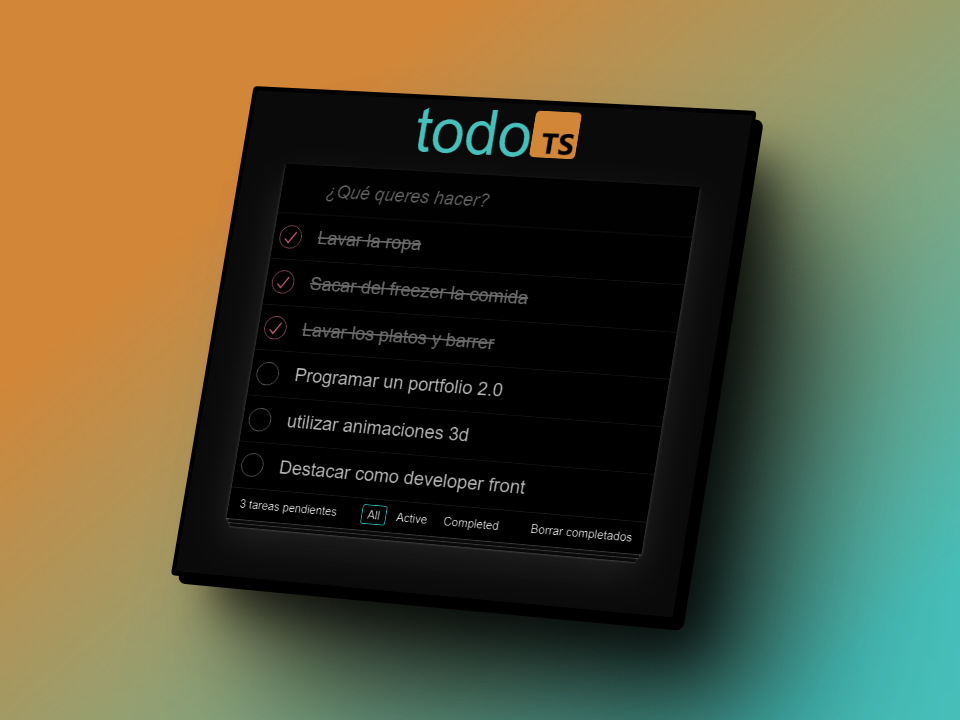 todo TS
¿Qué queres hacer?
Lavar la ropa
Sacar del freezer la comida
Lavar los platos y barrer
Programar un portfolio 2.0
utilizar animaciones 3d
Destacar como developer front
3 tareas pendientes All Active Completed Borrar completados